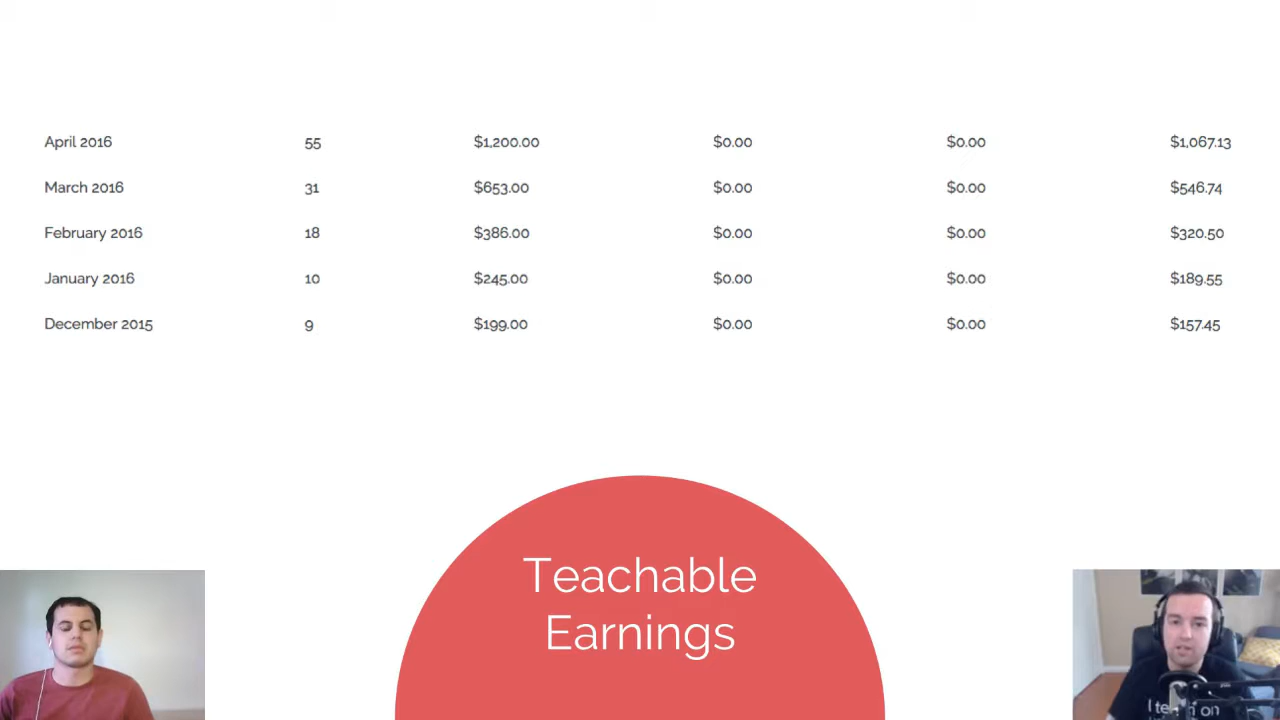 April 2016 55 $1,200.00 $0.00 $0.00 $1,067.13
March 2016 31 $653.00 $0.00 $0.00 $546.74
February 2016 18 $386.00 $0.00 $0.00 $320.50
January 2016 10 $245.00 $0.00 $0.00 $189.55
December 2015 9 $199.00 $0.00 $0.00 $157.45
Teachable
Earnings
on